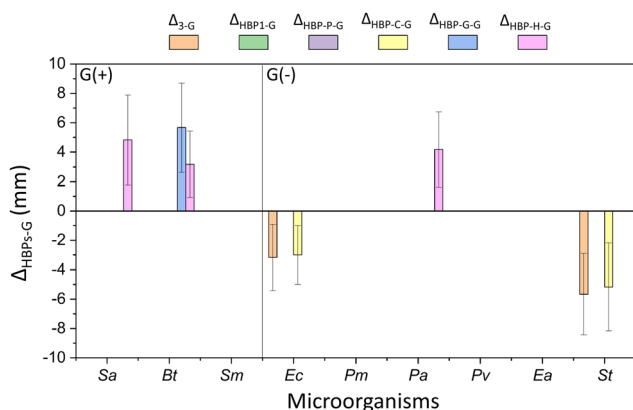 Δ3-G ΔHBP1-G ΔHBP-P-G ΔHBP-C-G ΔHBP-G-G ΔHBP-H-G
G(+) G(-)
10
8
6
4
2
0
-2
-4
-6
-8
-10
ΔHBPs-G (mm)
Sa Bt Sm Ec Pm Pa Pv Ea St
Microorganisms